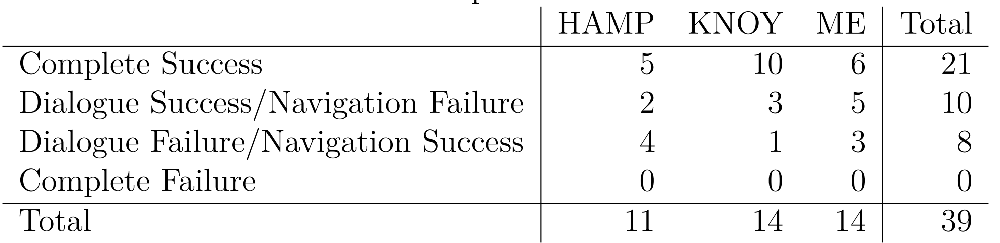 HAMP KNOY ME Total
Complete Success 5 10 6 21
Dialogue Success/Navigation Failure 2 3 5 10
Dialogue Failure/Navigation Success 4 1 3 8
Complete Failure 0 0 0 0
Total 11 14 14 39